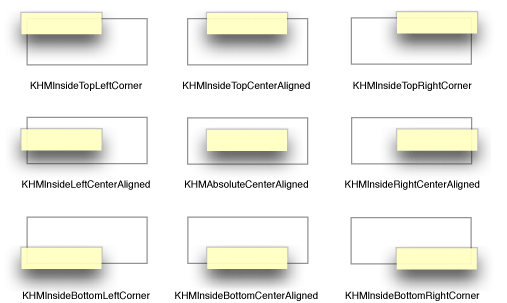 KHMInsideTopLeftCorner
KHMInsideTopCenterAligned
KHMInsideTopRightCorner
KHMInsideLeftCenterAligned
KHMAbsoluteCenterAligned
KHMInsideRightCenterAligned
KHMInsideBottomLeftCorner
KHMInsideBottomCenterAligned
KHMInsideBottomRightCorner